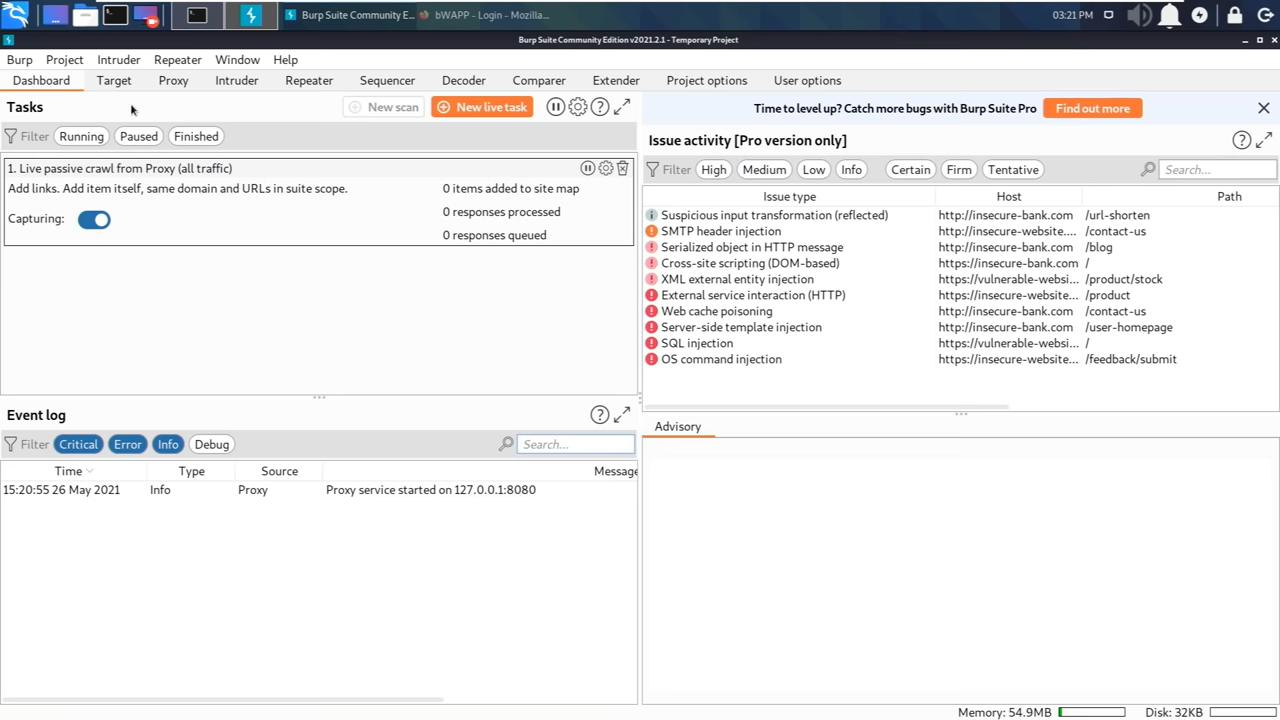 Burp Suite Community E...
bWAPP - Login - Mozilla...
03:21 PM
Burp Suite Community Edition v2021.2.1 - Temporary Project
Burp Project Intruder Repeater Window Help
Dashboard Target Proxy Intruder Repeater Sequencer Decoder Comparer Extender Project options User options
Tasks
New scan
New live task
Filter Running Paused Finished
1. Live passive crawl from Proxy (all traffic)
Add links. Add item itself, same domain and URLs in suite scope.
0 items added to site map
Capturing:
0 responses processed
0 responses queued
Event log
Filter Critical Error Info Debug
Search...
Time Type Source Message
15:20:55 26 May 2021 Info Proxy Proxy service started on 127.0.0.1:8080
Time to level up? Catch more bugs with Burp Suite Pro
Find out more
Issue activity [Pro version only]
Filter High Medium Low Info Certain Firm Tentative
Search...
Issue type Host Path
Suspicious input transformation (reflected) http://insecure-bank.com /url-shorten
SMTP header injection http://insecure-website.... /contact-us
Serialized object in HTTP message http://insecure-bank.com /blog
Cross-site scripting (DOM-based) https://insecure-bank.com /
XML external entity injection https://vulnerable-websi... /product/stock
External service interaction (HTTP) https://insecure-website... /product
Web cache poisoning http://insecure-bank.com /contact-us
Server-side template injection http://insecure-bank.com /user-homepage
SQL injection https://vulnerable-websi... /
OS command injection https://insecure-website... /feedback/submit
Advisory
Memory: 54.9MB
Disk: 32KB